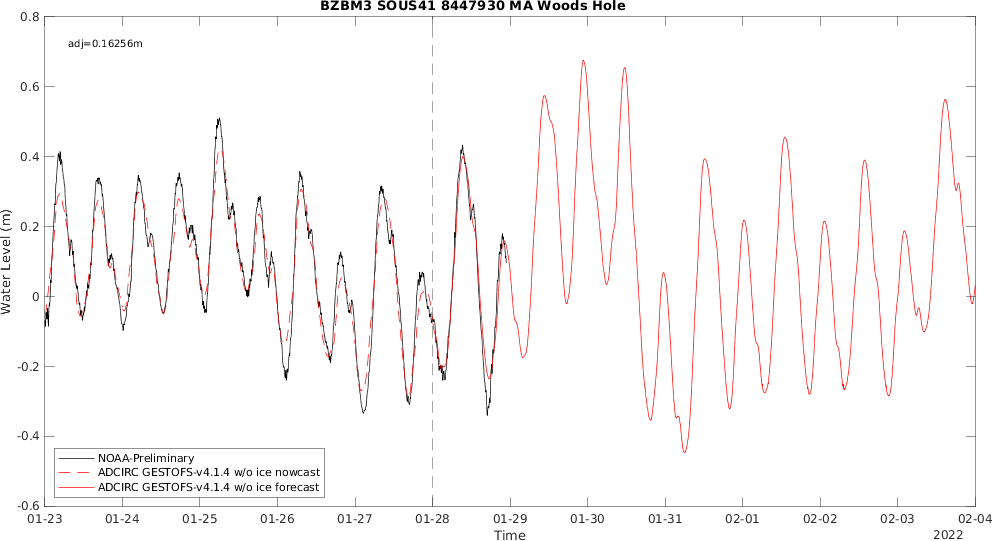 BZBM3 SOUS41 8447930 MA Woods Hole
adj=0.16256m
0.8
0.6
0.4
0.2
0
-0.2
-0.4
-0.6
Water Level (m)
NOAA-Preliminary
ADCIRC GESTOFS-v4.1.4 w/o ice nowcast
ADCIRC GESTOFS-v4.1.4 w/o ice forecast
01-23 01-24 01-25 01-26 01-27 01-28 01-29 01-30 01-31 02-01 02-02 02-03 02-04
Time
2022